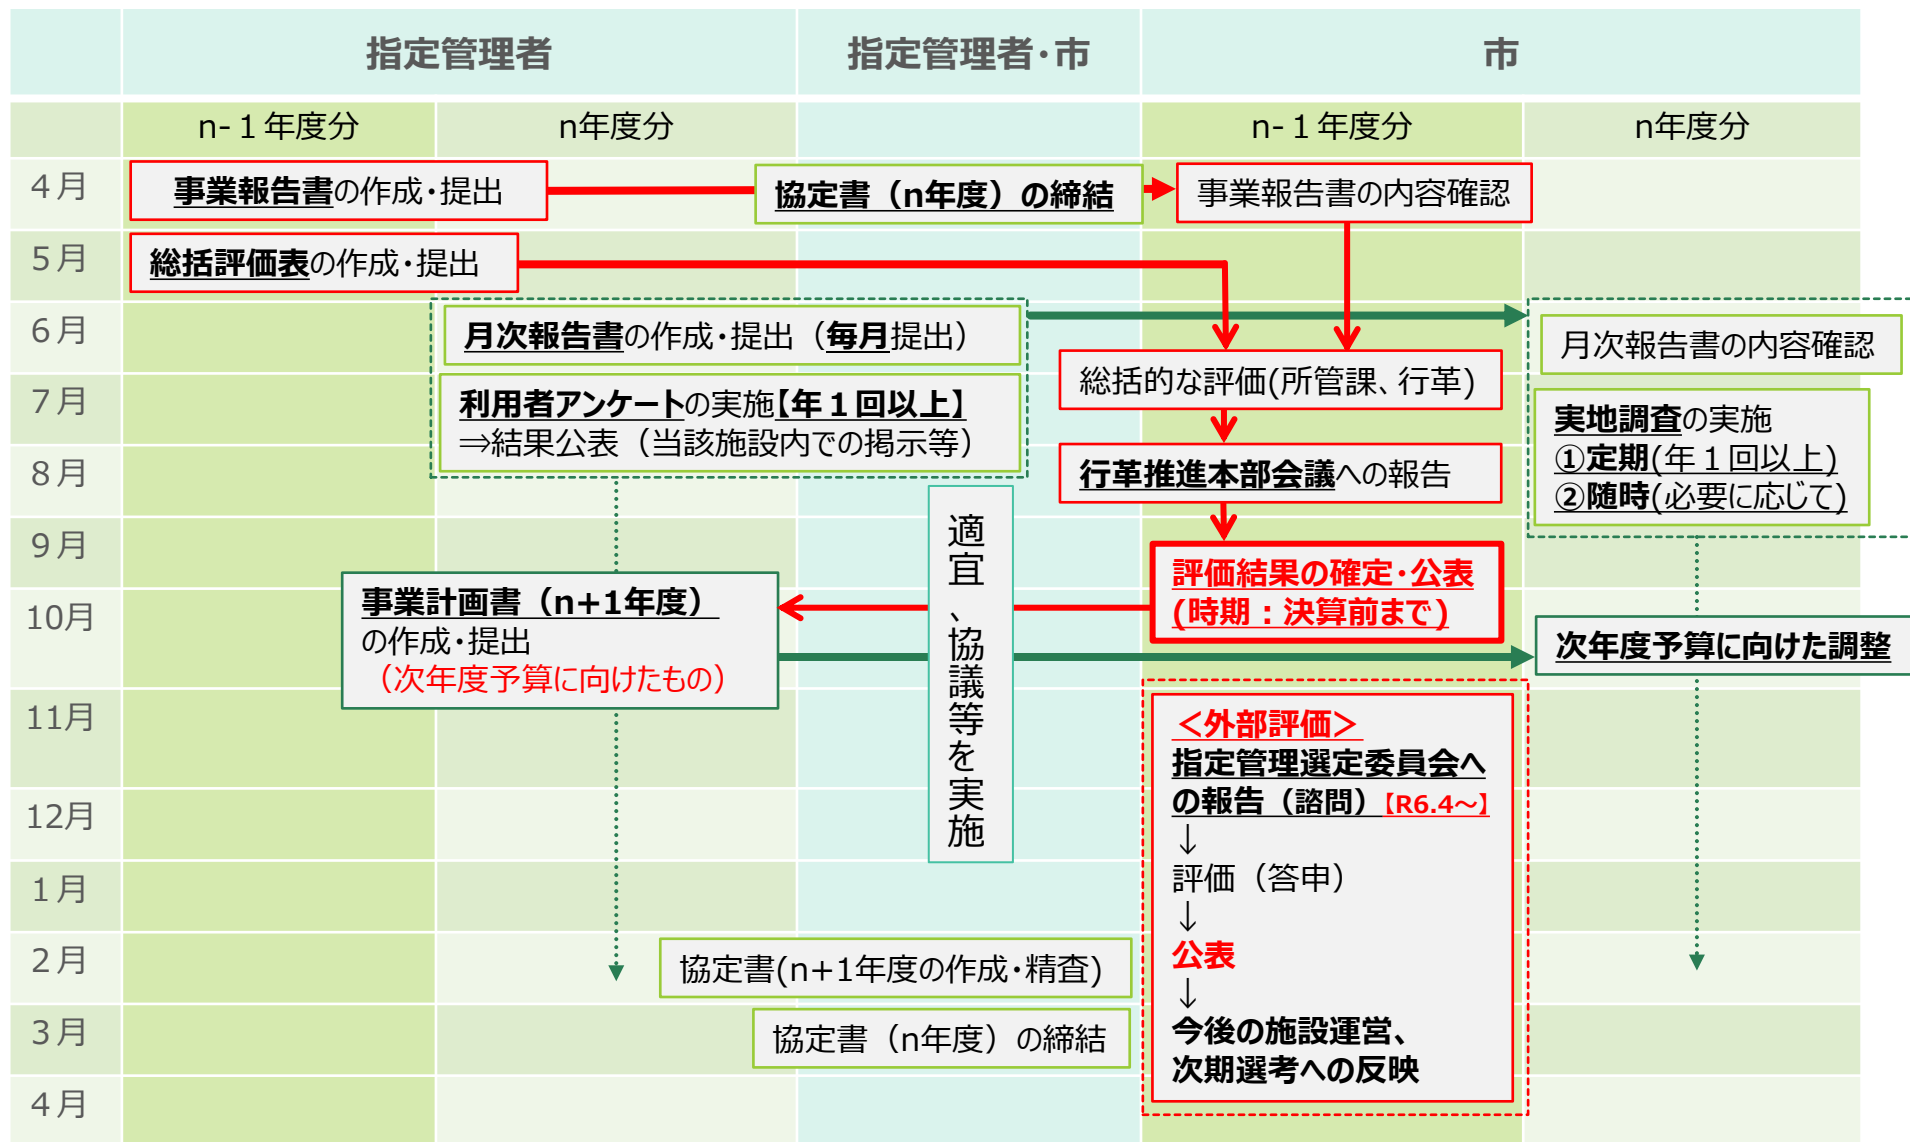 指定管理者
指定管理者・市
市
n-１年度分
n年度分
n-１年度分
n年度分
4月
事業報告書の作成・提出
協定書（n年度）の締結
事業報告書の内容確認
5月
総括評価表の作成・提出
6月
月次報告書の作成・提出（毎月提出）
月次報告書の内容確認
7月
利用者アンケートの実施【年１回以上】
⇒結果公表（当該施設内での掲示等）
総括的な評価(所管課、行革)
実地調査の実施
①定期(年１回以上)
②随時(必要に応じて)
8月
行革推進本部会議への報告
適宜、協議等を実施
9月
評価結果の確定・公表
(時期：決算前まで)
10月
事業計画書（n+1年度）
の作成・提出
（次年度予算に向けたもの）
次年度予算に向けた調整
11月
＜外部評価＞
指定管理選定委員会へ
の報告（諮問）【R6.4～】
↓
評価（答申）
↓
公表
↓
今後の施設運営、
次期選考への反映
12月
1月
2月
協定書(n+1年度の作成・精査)
3月
協定書（n年度）の締結
4月